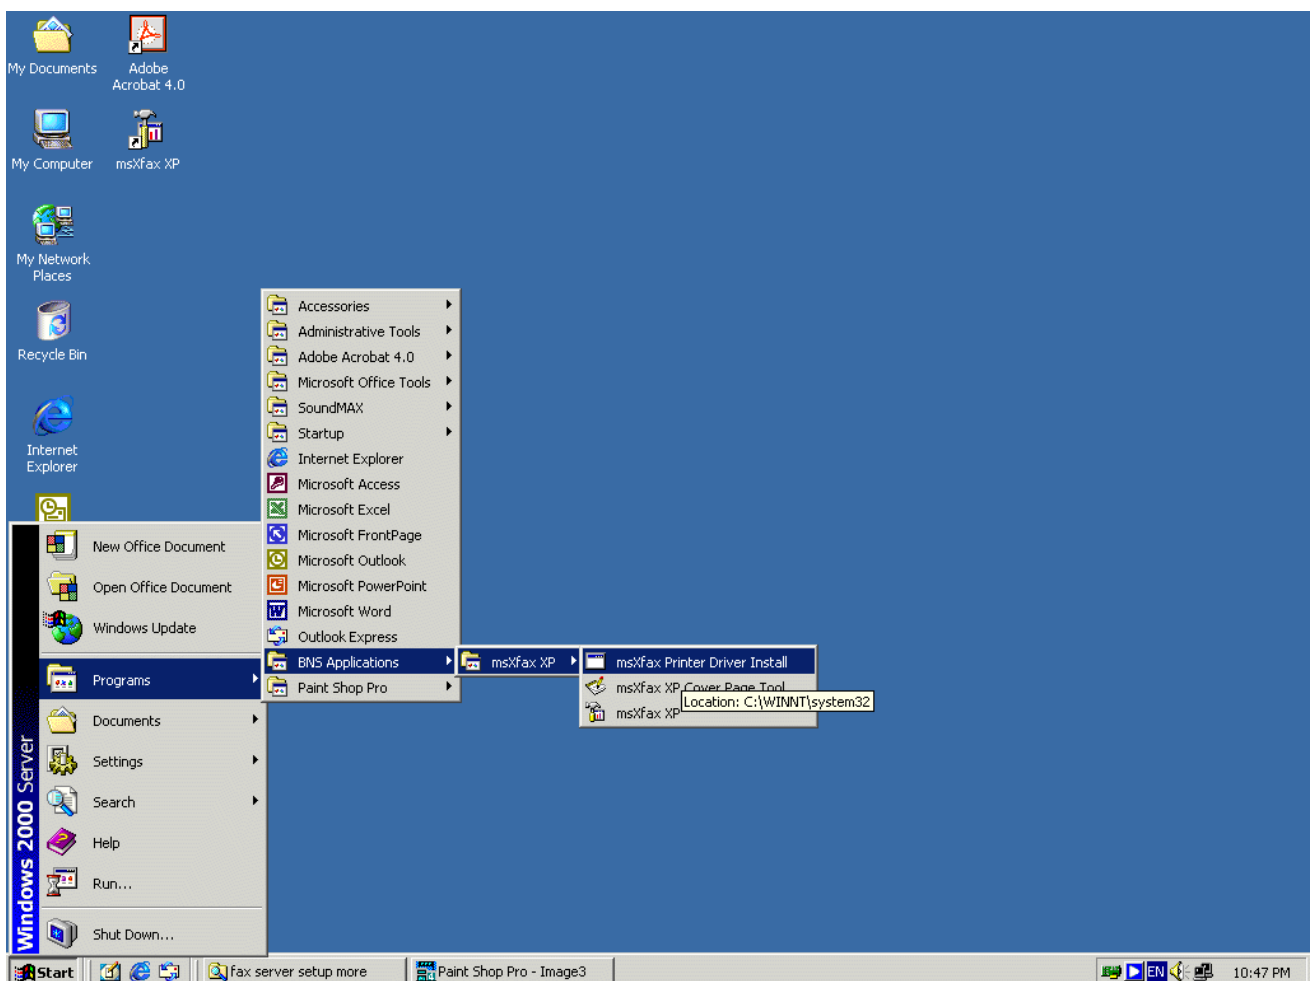 My Documents
Adobe
Acrobat 4.0
My Computer
msXfax XP
My Network
Places
Recycle Bin
Internet
Explorer
Accessories
Administrative Tools
Adobe Acrobat 4.0
Microsoft Office Tools
SoundMAX
Startup
Internet Explorer
Microsoft Access
Microsoft Excel
Microsoft FrontPage
Microsoft Outlook
Microsoft PowerPoint
Microsoft Word
Outlook Express
BNS Applications
Paint Shop Pro
msXfax XP
msXfax Printer Driver Install
msXfax XP Cover Page Tool
msXfax XP
Location: C:\WINNT\system32
New Office Document
Open Office Document
Windows Update
Programs
Documents
Settings
Search
Help
Run...
Shut Down...
Windows 2000 Server
Start
fax server setup more
Paint Shop Pro - Image3
EN
10:47 PM